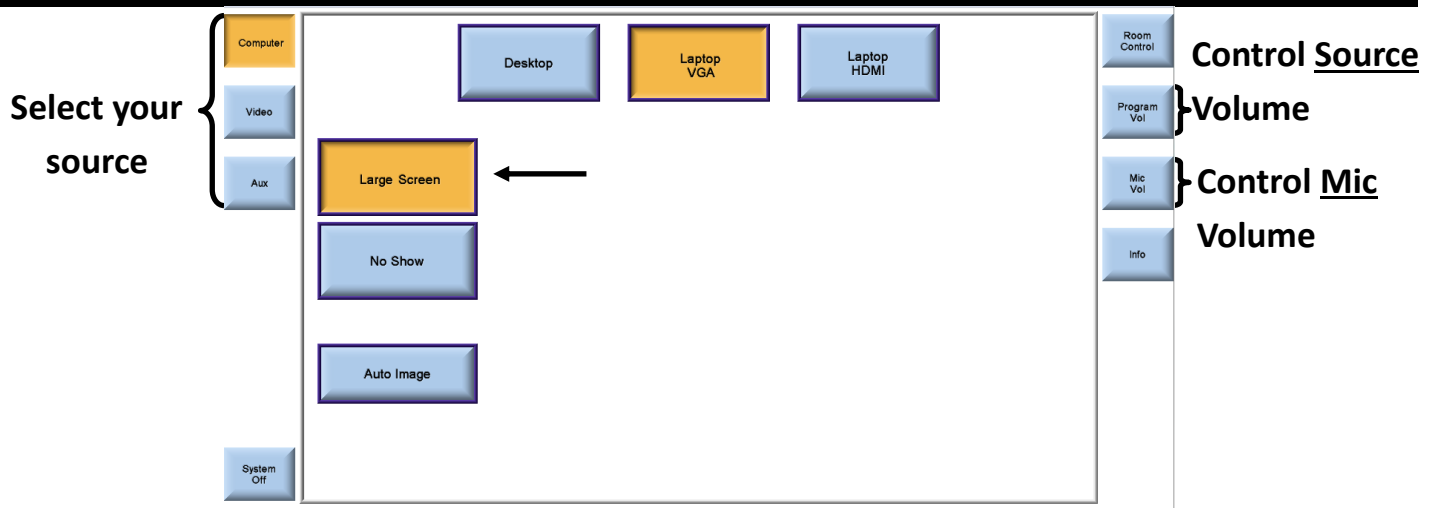 Select your
source
Computer
Video
Aux
System
Off
Desktop
Laptop
VGA
Laptop
HDMI
Large Screen
No Show
Auto Image
Room
Control
Program
Vol
Mic
Vol
Info
Control Source
Volume
Control Mic
Volume